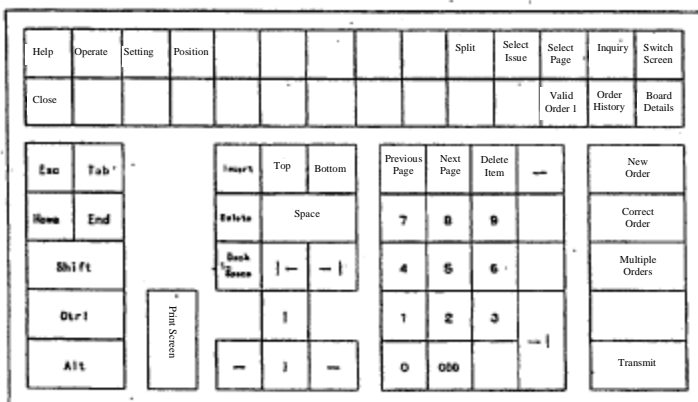 Help Operate Setting Position Split Select Issue Select Page Inquiry Switch Screen
Close Valid Order 1 Order History Board Details
Esc Tab Insert Top Bottom Previous Page Next Page Delete Item New Order
Home End Delete Space 7 8 9 Correct Order
Shift Back Space 4 5 6 Multiple Orders
Ctrl Print Screen 1 2 3
Alt 0 000 Transmit